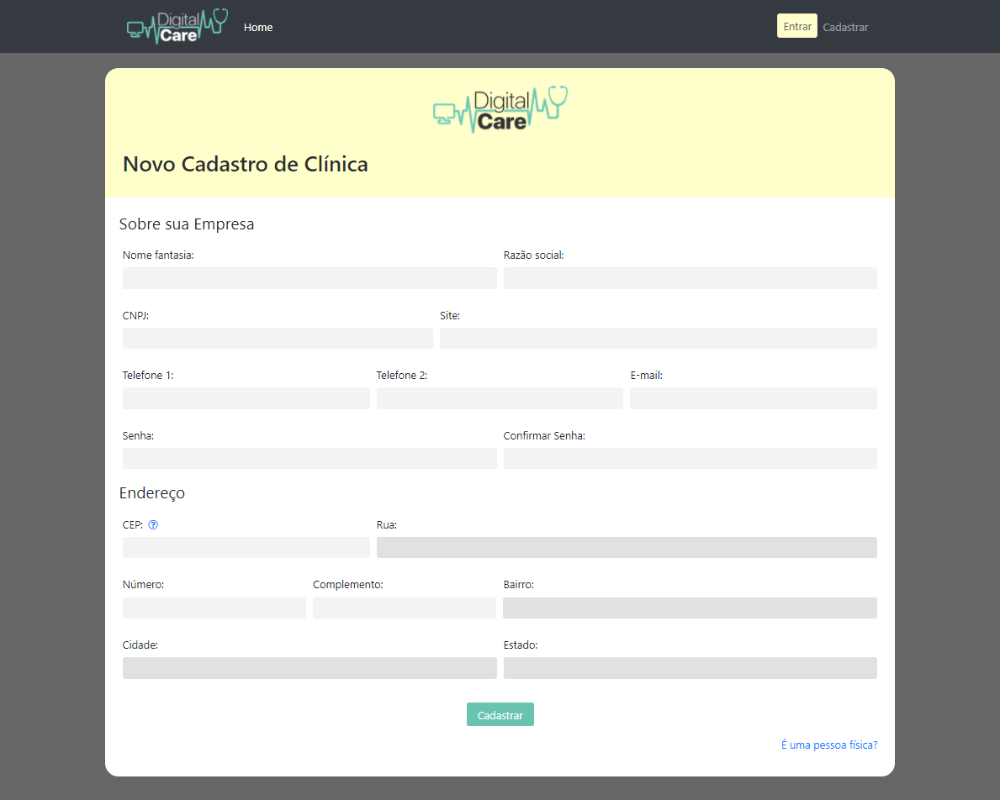 Digital
Care
Home
Entrar
Cadastrar
Digital
Care
Novo Cadastro de Clínica
Sobre sua Empresa
Nome fantasia:
Razão social:
CNPJ:
Site:
Telefone 1:
Telefone 2:
E-mail:
Senha:
Confirmar Senha:
Endereço
CEP: ?
Rua:
Número:
Complemento:
Bairro:
Cidade:
Estado:
Cadastrar
É uma pessoa física?